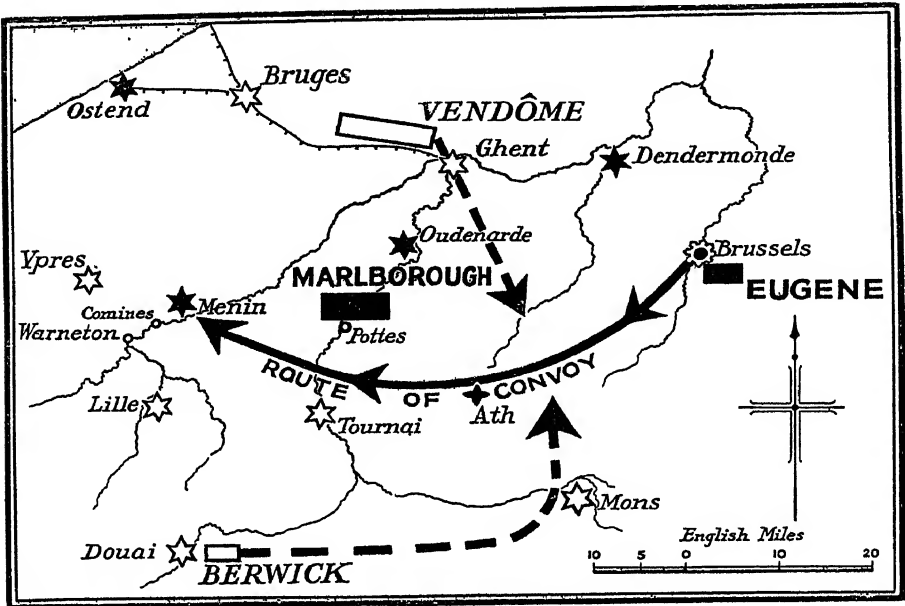 Bruges
Ostend
VENDÔME
Ghent
Dendermonde
Ypres
Oudenarde
Brussels
MARLBOROUGH
EUGENE
Menin
Comines
Warneton
Pottes
ROUTE OF CONVOY
Lille
Tournai
Ath
Mons
Douai
BERWICK
English Miles
10 5 0 10 20